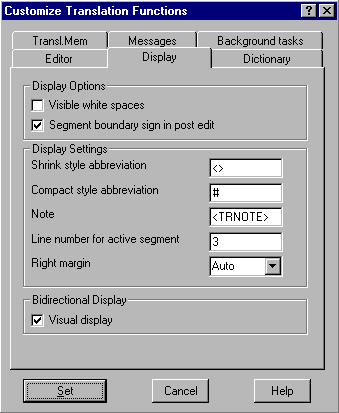 Customize Translation Functions
Transl.Mem Messages Background tasks
Editor Display Dictionary
Display Options
Visible white spaces
Segment boundary sign in post edit
Display Settings
Shrink style abbreviation <>
Compact style abbreviation #
Note <TRNOTE>
Line number for active segment 3
Right margin Auto
Bidirectional Display
Visual display
Set Cancel Help